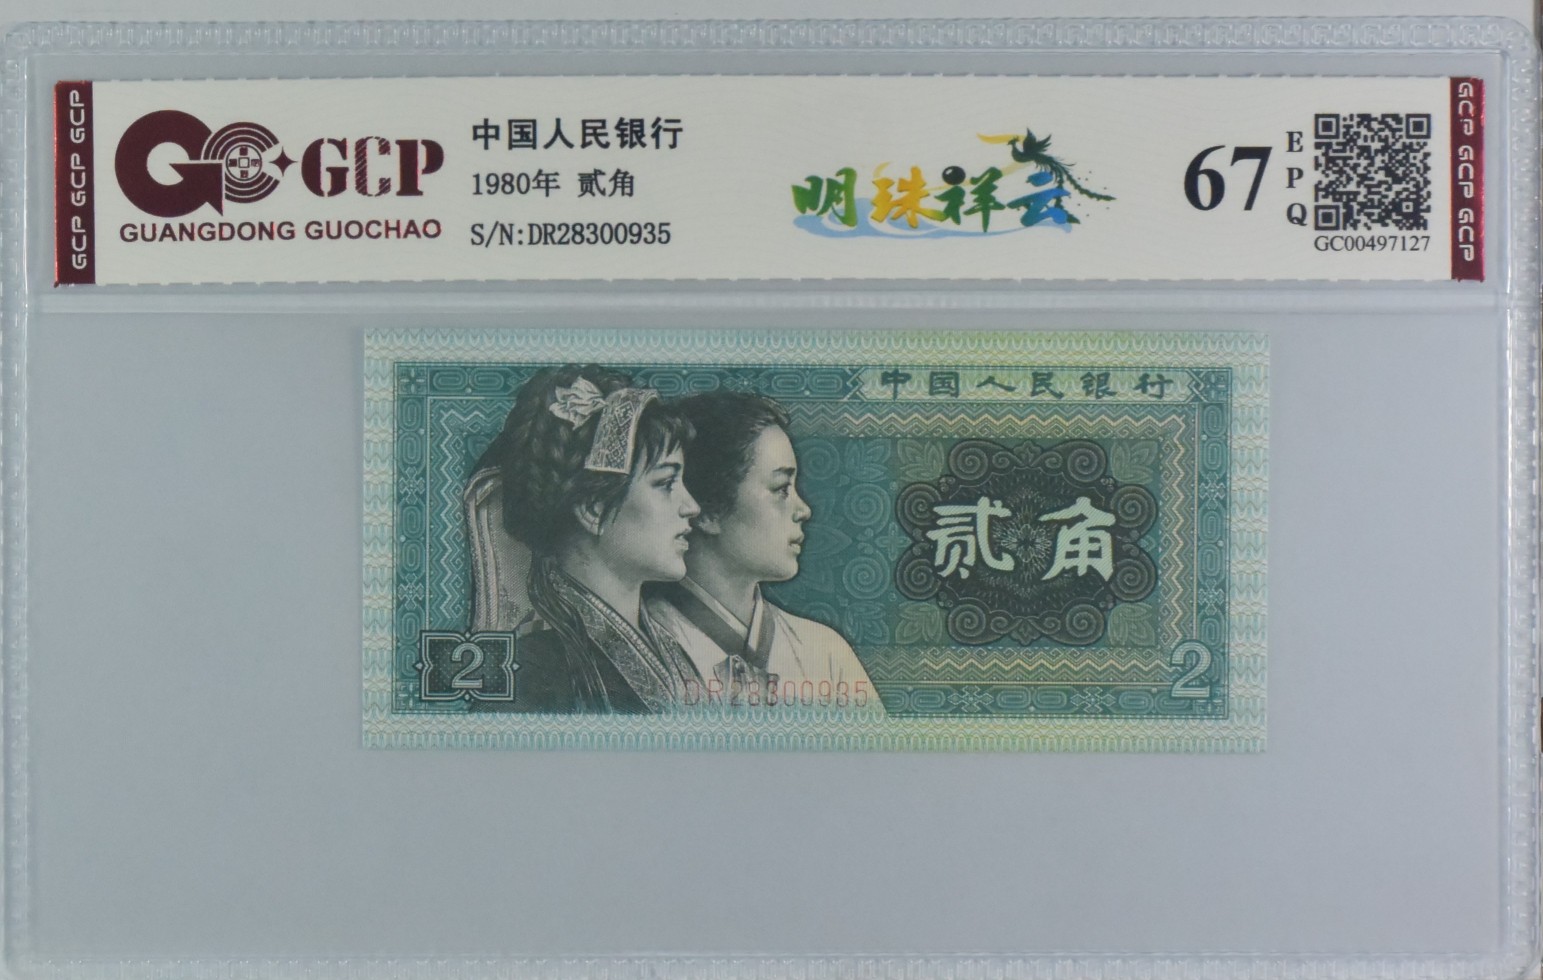 GCP GCP GCP
GCP
GUANGDONG GUOCHAO
中国人民银行
1980年 贰角
S/N:DR28300935
明珠祥云
67
EPQ
GC00497127
GCP GCP GCP
中国人民银行
贰角
2
DR28300935
2